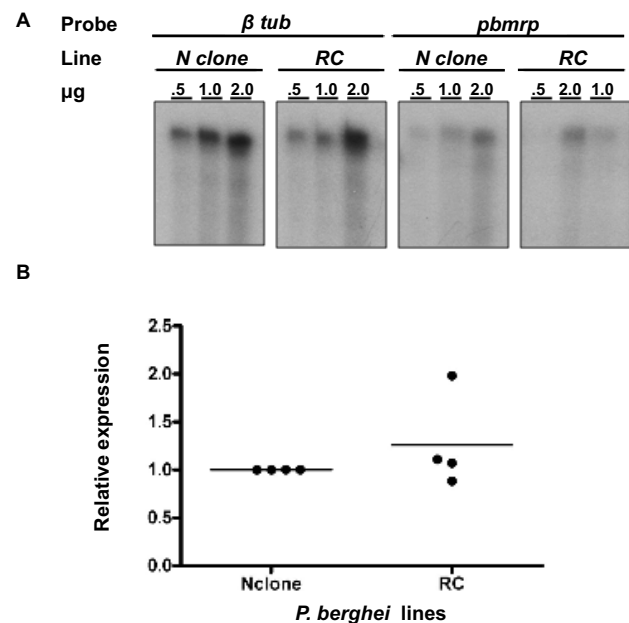 A Probe β tub pbmrp
Line N clone RC N clone RC
μg .5 1.0 2.0 .5 1.0 2.0 .5 1.0 2.0 .5 2.0 1.0
B
2.5
2.0
1.5
1.0
0.5
0.0
Relative expression
Nclone RC
P. berghei lines